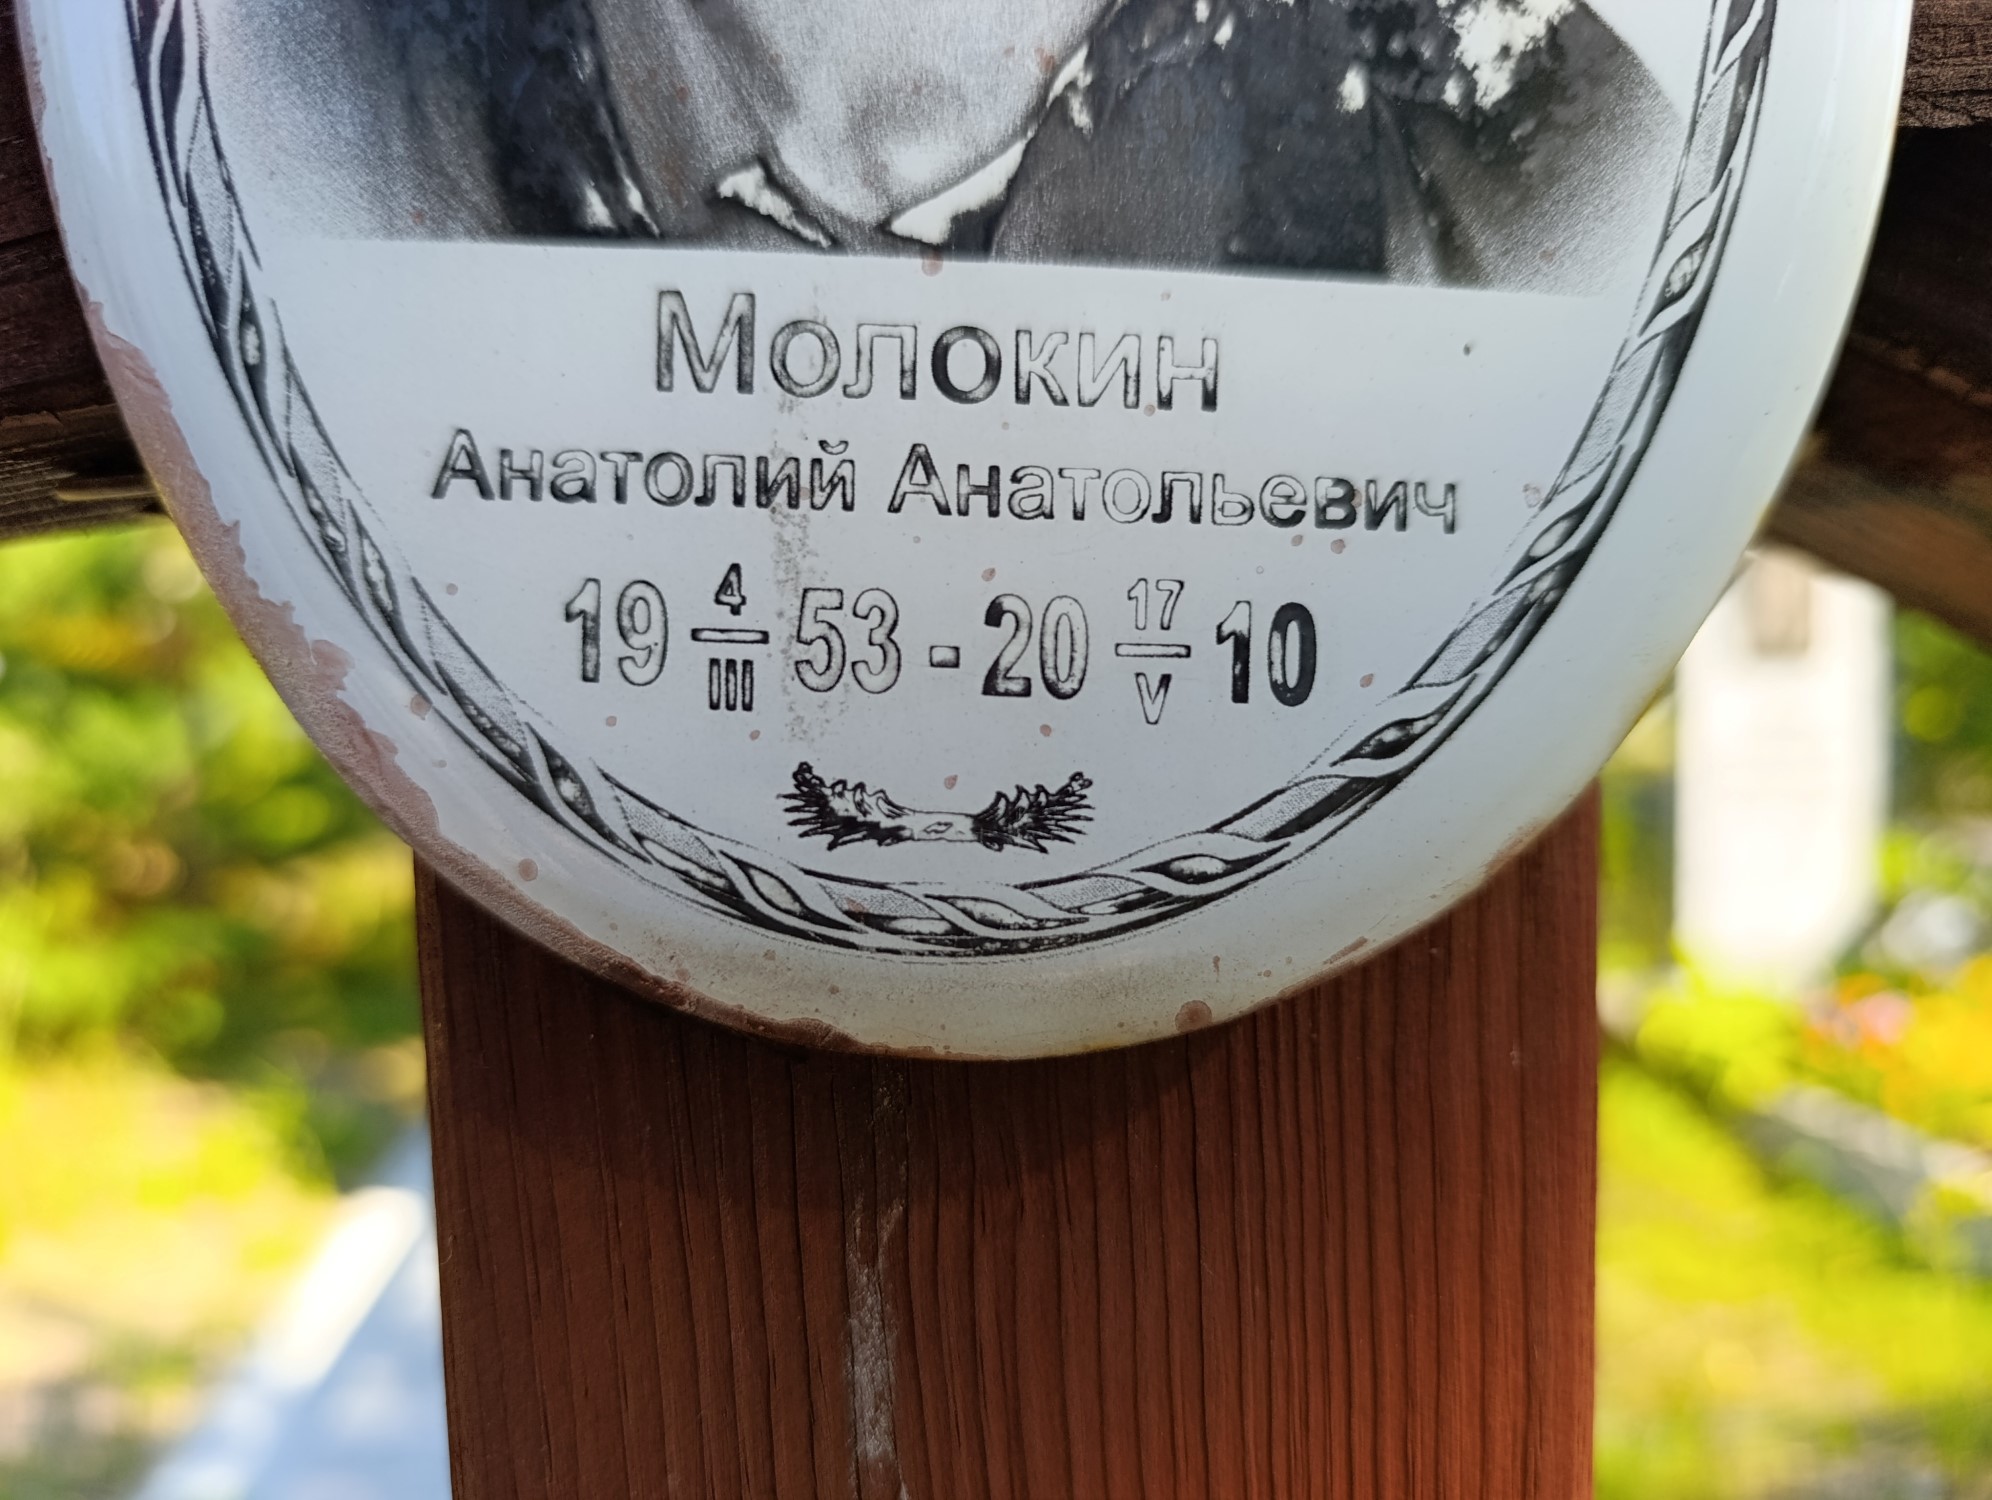 Молокин
Анатолий Анатольевич
19 4/III 53 - 20 17/V 10